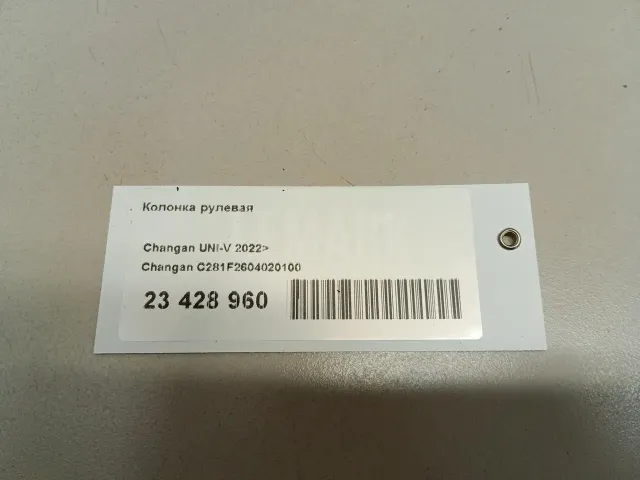 Колонка рулевая
Changan UNI-V 2022>
Changan C281F2604020100
23 428 960